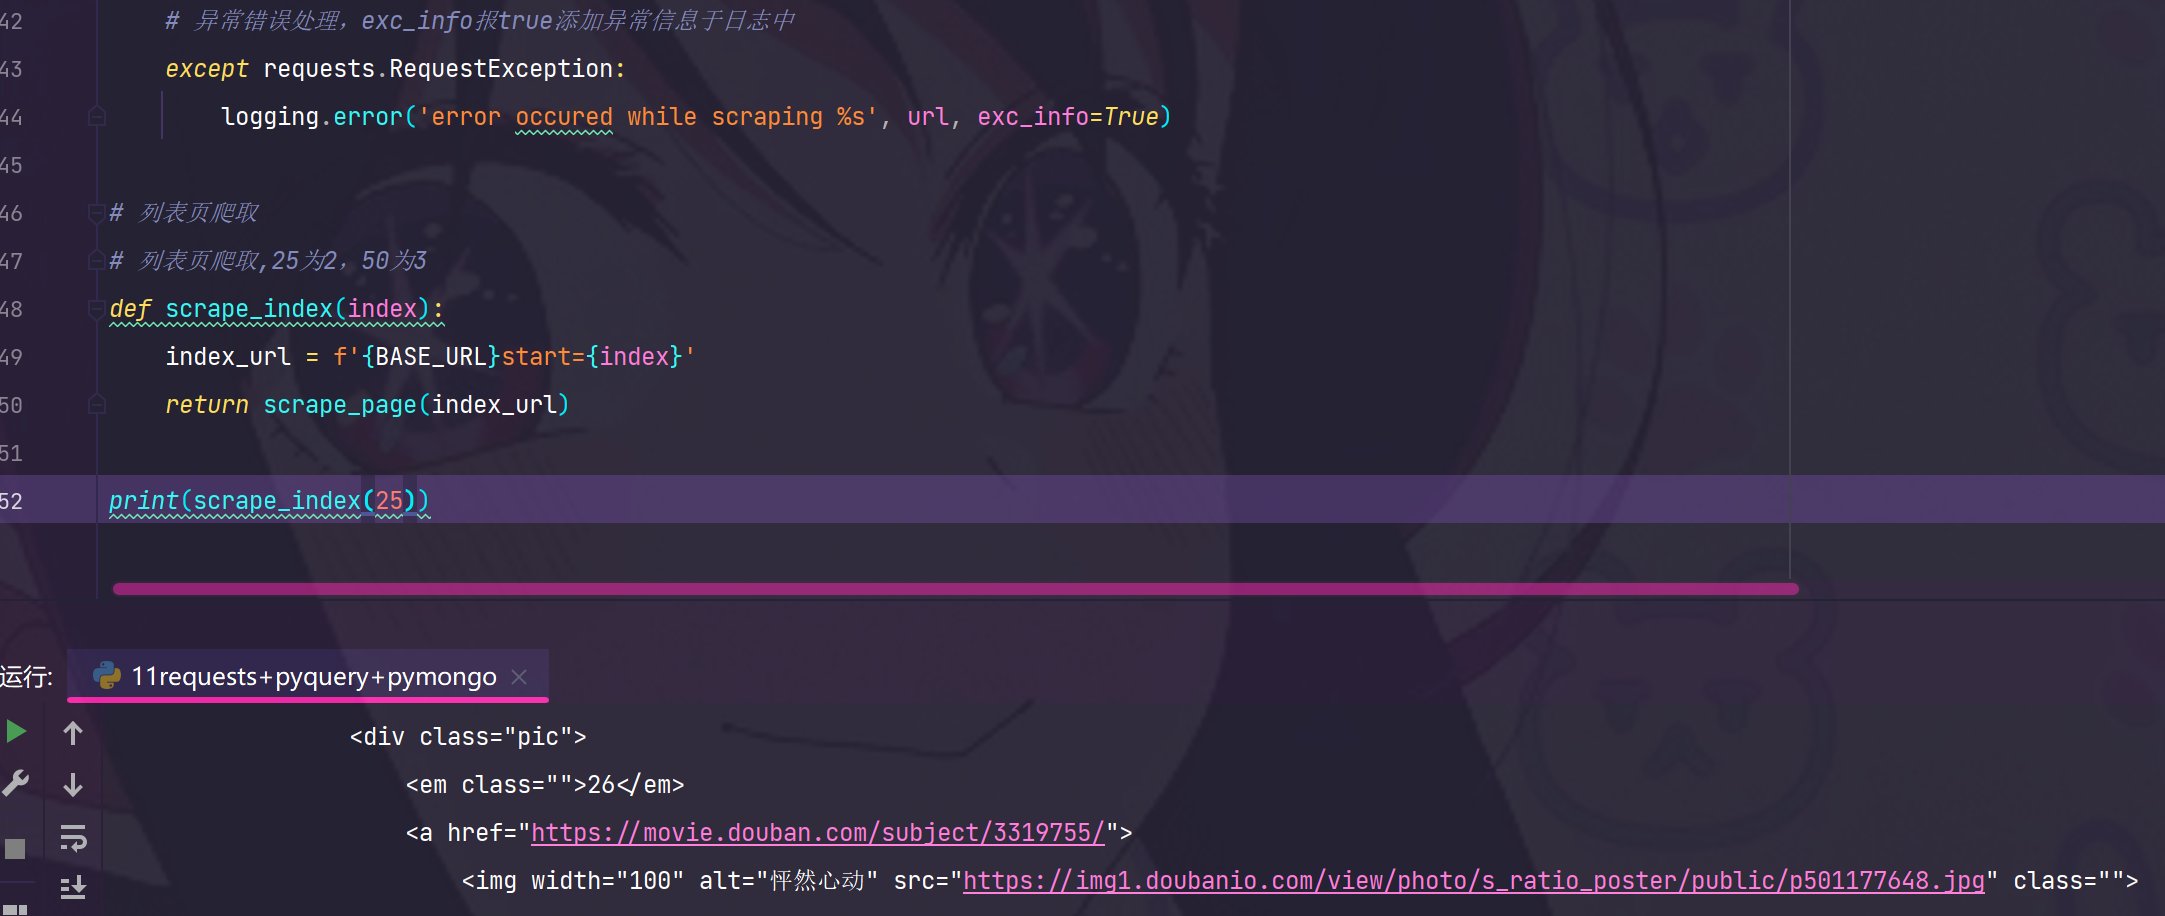 42 # 异常错误处理，exc_info报true添加异常信息于日志中
43 except requests.RequestException:
44 logging.error('error occured while scraping %s', url, exc_info=True)
45
46 # 列表页爬取
47 # 列表页爬取,25为2，50为3
48 def scrape_index(index):
49 index_url = f'{BASE_URL}start={index}'
50 return scrape_page(index_url)
51
52 print(scrape_index(25))
运行: 11requests+pyquery+pymongo
<div class="pic">
<em class="">26</em>
<a href="https://movie.douban.com/subject/3319755/">
<img width="100" alt="怦然心动" src="https://img1.doubanio.com/view/photo/s_ratio_poster/public/p501177648.jpg" class="">